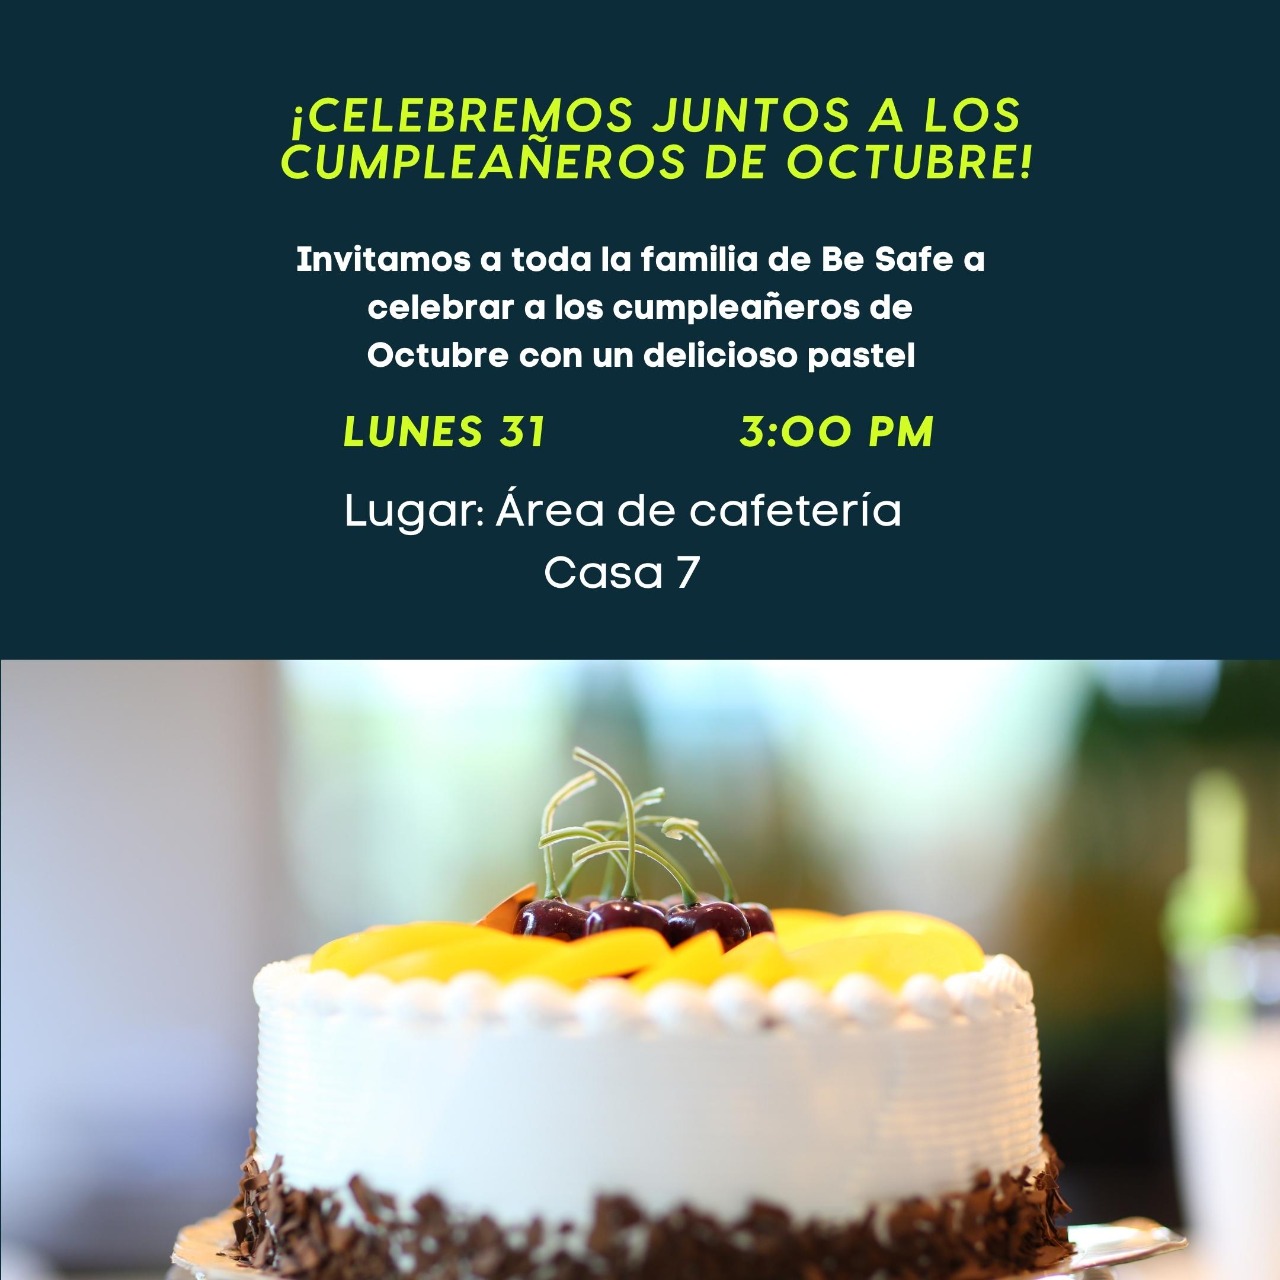 ¡CELEBREMOS JUNTOS A LOS
CUMPLEAÑEROS DE OCTUBRE!
Invitamos a toda la familia de Be Safe a
celebrar a los cumpleañeros de
Octubre con un delicioso pastel
LUNES 31 3:00 PM
Lugar: Área de cafetería
Casa 7